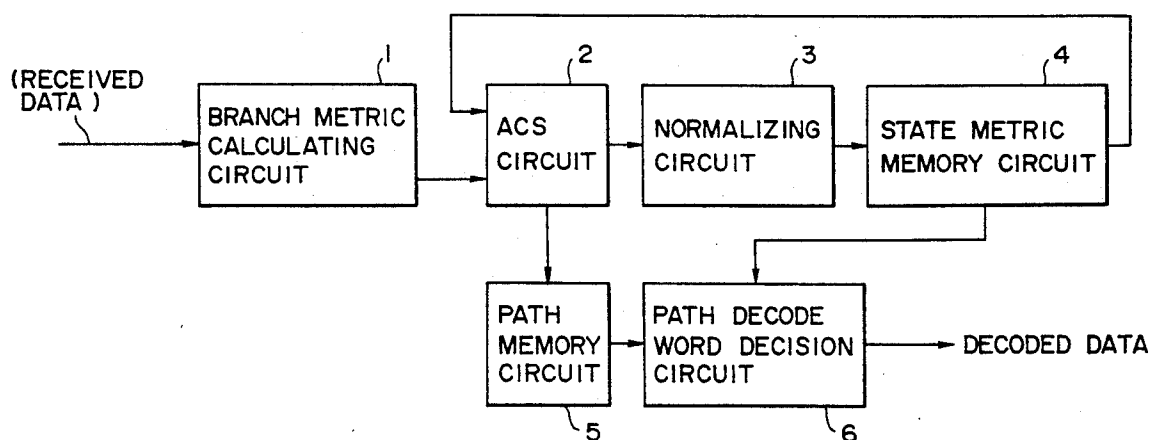 1
2
3
4
(RECEIVED
DATA )
BRANCH METRIC
CALCULATING
CIRCUIT
ACS
CIRCUIT
NORMALIZING
CIRCUIT
STATE METRIC
MEMORY CIRCUIT
PATH
MEMORY
CIRCUIT
PATH DECODE
WORD DECISION
CIRCUIT
DECODED DATA
5
6